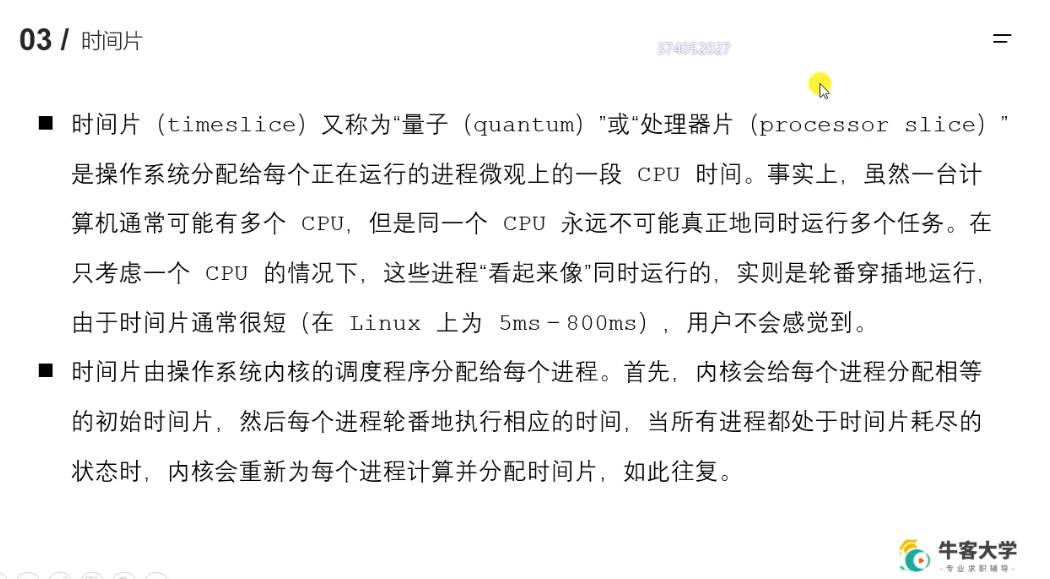 03 / 时间片
374052027
■ 时间片（timeslice）又称为“量子（quantum）”或“处理器片（processor slice）”
是操作系统分配给每个正在运行的进程微观上的一段 CPU 时间。事实上，虽然一台计
算机通常可能有多个 CPU，但是同一个 CPU 永远不可能真正地同时运行多个任务。在
只考虑一个 CPU 的情况下，这些进程“看起来像”同时运行的，实则是轮番穿插地运行，
由于时间片通常很短（在 Linux 上为 5ms－800ms），用户不会感觉到。
■ 时间片由操作系统内核的调度程序分配给每个进程。首先，内核会给每个进程分配相等
的初始时间片，然后每个进程轮番地执行相应的时间，当所有进程都处于时间片耗尽的
状态时，内核会重新为每个进程计算并分配时间片，如此往复。
牛客大学
·专业求职辅导·